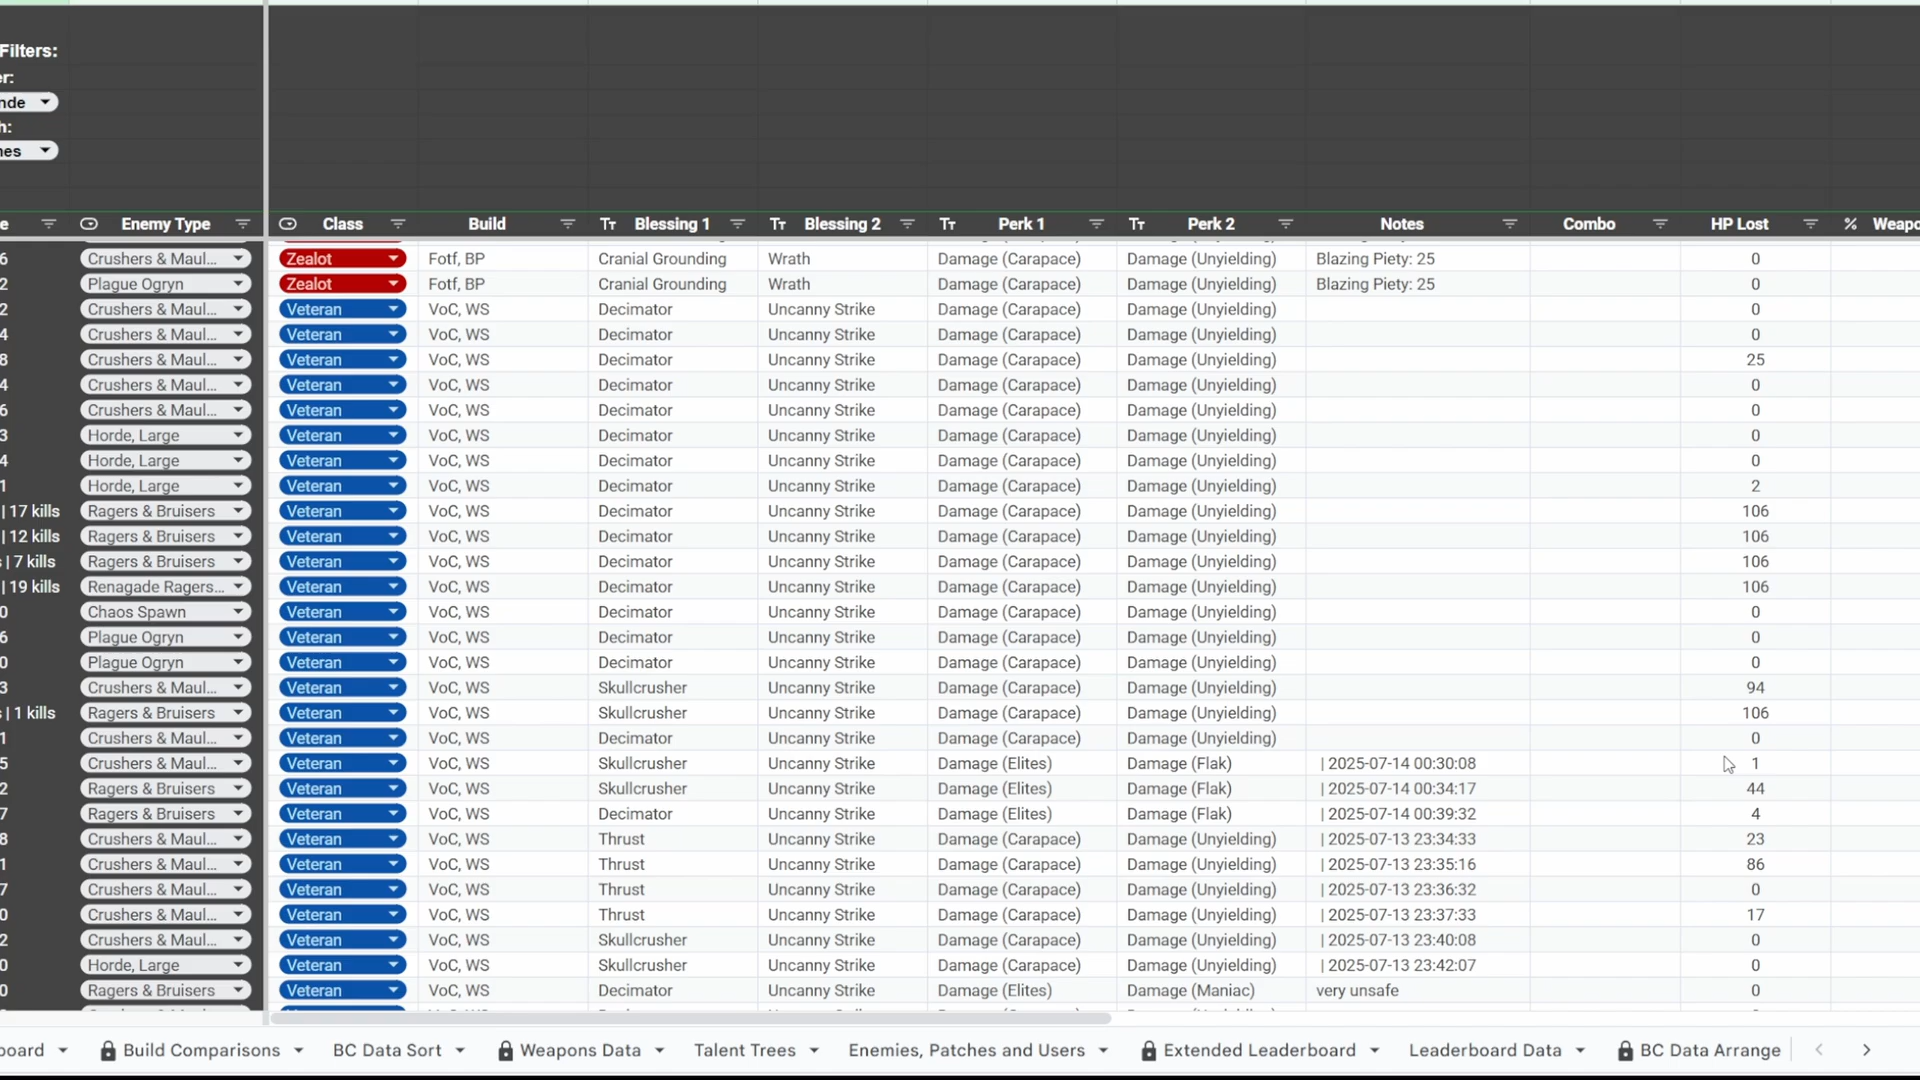 Filters:
er:
nde
h:
nes
e Enemy Type Class Build Tт Blessing 1 Tт Blessing 2 Tт Perk 1 Tт Perk 2 Notes Combo HP Lost % Weapo
6 Crushers & Maul... Zealot Fotf, BP Cranial Grounding Wrath Damage (Carapace) Damage (Unyielding) Blazing Piety: 25 0
2 Plague Ogryn Zealot Fotf, BP Cranial Grounding Wrath Damage (Carapace) Damage (Unyielding) Blazing Piety: 25 0
2 Crushers & Maul... Veteran VoC, WS Decimator Uncanny Strike Damage (Carapace) Damage (Unyielding) 0
4 Crushers & Maul... Veteran VoC, WS Decimator Uncanny Strike Damage (Carapace) Damage (Unyielding) 0
8 Crushers & Maul... Veteran VoC, WS Decimator Uncanny Strike Damage (Carapace) Damage (Unyielding) 25
4 Crushers & Maul... Veteran VoC, WS Decimator Uncanny Strike Damage (Carapace) Damage (Unyielding) 0
6 Crushers & Maul... Veteran VoC, WS Decimator Uncanny Strike Damage (Carapace) Damage (Unyielding) 0
3 Horde, Large Veteran VoC, WS Decimator Uncanny Strike Damage (Carapace) Damage (Unyielding) 0
4 Horde, Large Veteran VoC, WS Decimator Uncanny Strike Damage (Carapace) Damage (Unyielding) 0
1 Horde, Large Veteran VoC, WS Decimator Uncanny Strike Damage (Carapace) Damage (Unyielding) 2
| 17 kills Ragers & Bruisers Veteran VoC, WS Decimator Uncanny Strike Damage (Carapace) Damage (Unyielding) 106
| 12 kills Ragers & Bruisers Veteran VoC, WS Decimator Uncanny Strike Damage (Carapace) Damage (Unyielding) 106
s | 7 kills Ragers & Bruisers Veteran VoC, WS Decimator Uncanny Strike Damage (Carapace) Damage (Unyielding) 106
| 19 kills Renagade Ragers... Veteran VoC, WS Decimator Uncanny Strike Damage (Carapace) Damage (Unyielding) 106
0 Chaos Spawn Veteran VoC, WS Decimator Uncanny Strike Damage (Carapace) Damage (Unyielding) 0
6 Plague Ogryn Veteran VoC, WS Decimator Uncanny Strike Damage (Carapace) Damage (Unyielding) 0
0 Plague Ogryn Veteran VoC, WS Decimator Uncanny Strike Damage (Carapace) Damage (Unyielding) 0
3 Crushers & Maul... Veteran VoC, WS Skullcrusher Uncanny Strike Damage (Carapace) Damage (Unyielding) 94
s | 1 kills Ragers & Bruisers Veteran VoC, WS Skullcrusher Uncanny Strike Damage (Carapace) Damage (Unyielding) 106
1 Crushers & Maul... Veteran VoC, WS Decimator Uncanny Strike Damage (Carapace) Damage (Unyielding) 0
5 Crushers & Maul... Veteran VoC, WS Skullcrusher Uncanny Strike Damage (Elites) Damage (Flak) | 2025-07-14 00:30:08 1
2 Ragers & Bruisers Veteran VoC, WS Skullcrusher Uncanny Strike Damage (Elites) Damage (Flak) | 2025-07-14 00:34:17 44
7 Ragers & Bruisers Veteran VoC, WS Decimator Uncanny Strike Damage (Elites) Damage (Flak) | 2025-07-14 00:39:32 4
8 Crushers & Maul... Veteran VoC, WS Thrust Uncanny Strike Damage (Carapace) Damage (Unyielding) | 2025-07-13 23:34:33 23
1 Crushers & Maul... Veteran VoC, WS Thrust Uncanny Strike Damage (Carapace) Damage (Unyielding) | 2025-07-13 23:35:16 86
7 Crushers & Maul... Veteran VoC, WS Thrust Uncanny Strike Damage (Carapace) Damage (Unyielding) | 2025-07-13 23:36:32 0
0 Crushers & Maul... Veteran VoC, WS Thrust Uncanny Strike Damage (Carapace) Damage (Unyielding) | 2025-07-13 23:37:33 17
2 Crushers & Maul... Veteran VoC, WS Skullcrusher Uncanny Strike Damage (Carapace) Damage (Unyielding) | 2025-07-13 23:40:08 0
0 Horde, Large Veteran VoC, WS Skullcrusher Uncanny Strike Damage (Carapace) Damage (Unyielding) | 2025-07-13 23:42:07 0
0 Ragers & Bruisers Veteran VoC, WS Decimator Uncanny Strike Damage (Elites) Damage (Maniac) very unsafe 0
board Build Comparisons BC Data Sort Weapons Data Talent Trees Enemies, Patches and Users Extended Leaderboard Leaderboard Data BC Data Arrange